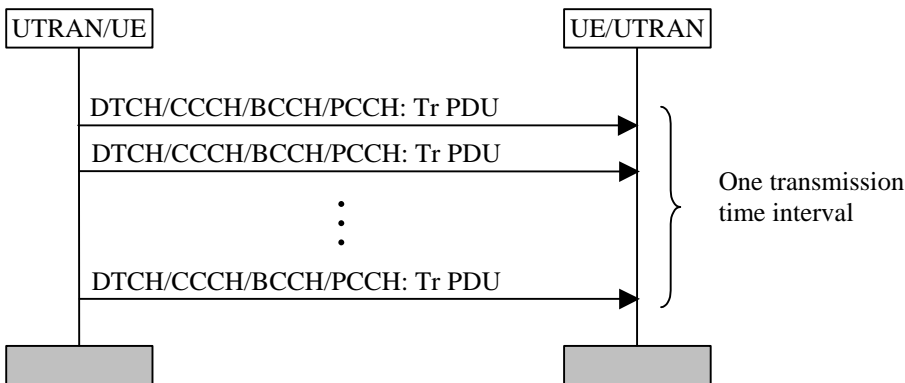 UTRAN/UE
UE/UTRAN
DTCH/CCCH/BCCH/PCCH: Tr PDU
DTCH/CCCH/BCCH/PCCH: Tr PDU
One transmission
time interval
DTCH/CCCH/BCCH/PCCH: Tr PDU